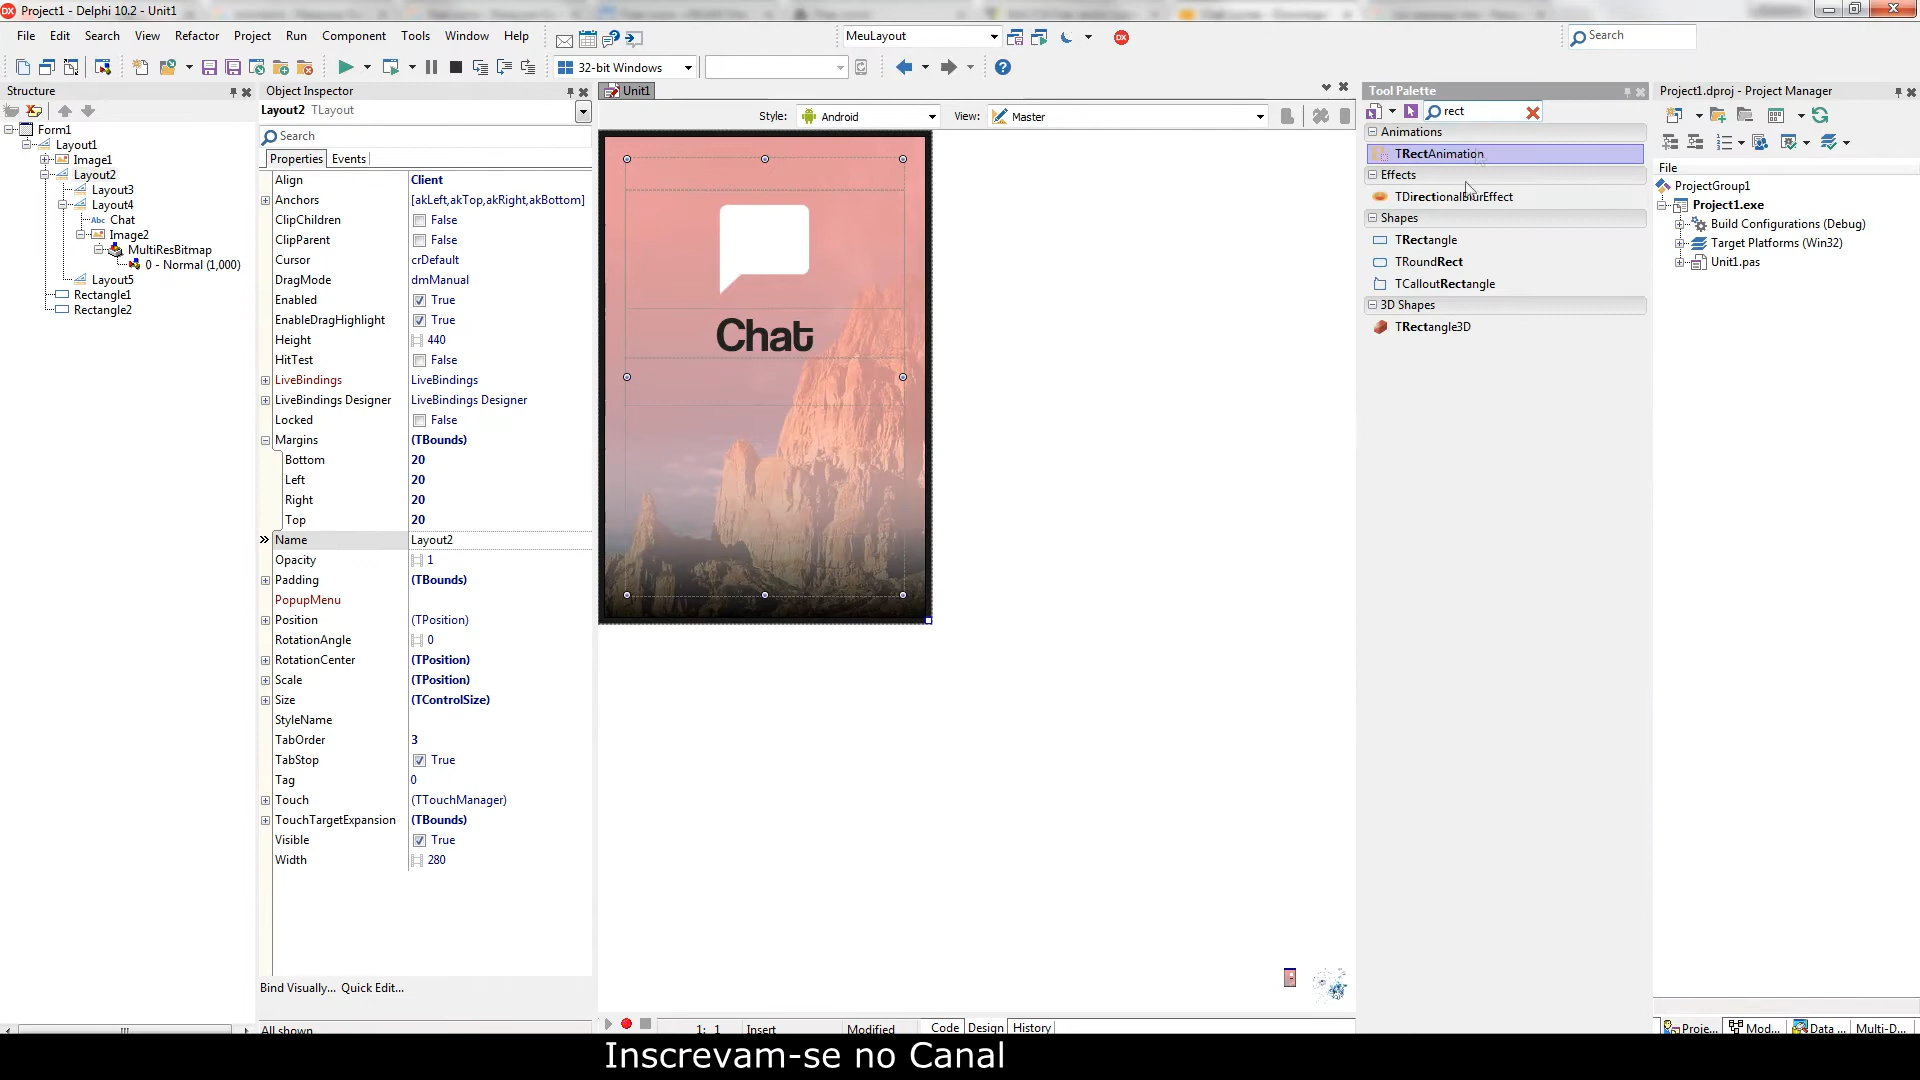 Project1 - Delphi 10.2 - Unit1
File Edit Search View Refactor Project Run Component Tools Window Help
MeuLayout
Search
32-bit Windows
Structure
Form1
Layout1
Image1
Layout2
Layout3
Layout4
Abc Chat
Image2
MultiResBitmap
0 - Normal (1,000)
Layout5
Rectangle1
Rectangle2
Object Inspector
Layout2 TLayout
Search
Properties Events
Align Client
Anchors [akLeft,akTop,akRight,akBottom]
ClipChildren False
ClipParent False
Cursor crDefault
DragMode dmManual
Enabled True
EnableDragHighlight True
Height 440
HitTest False
LiveBindings LiveBindings
LiveBindings Designer LiveBindings Designer
Locked False
Margins (TBounds)
Bottom 20
Left 20
Right 20
Top 20
Name Layout2
Opacity 1
Padding (TBounds)
PopupMenu
Position (TPosition)
RotationAngle 0
RotationCenter (TPosition)
Scale (TPosition)
Size (TControlSize)
StyleName
TabOrder 3
TabStop True
Tag 0
Touch (TTouchManager)
TouchTargetExpansion (TBounds)
Visible True
Width 280
Bind Visually... Quick Edit...
All shown
Unit1
Style: Android View: Master
Chat
1: 1 Insert Modified Code Design History
Tool Palette
rect
Animations
TRectAnimation
Effects
TDirectionalBlurEffect
Shapes
TRectangle
TRoundRect
TCalloutRectangle
3D Shapes
TRectangle3D
Project1.dproj - Project Manager
File
ProjectGroup1
Project1.exe
Build Configurations (Debug)
Target Platforms (Win32)
Unit1.pas
Proje... Mod... Data ... Multi-D...
Inscrevam-se no Canal